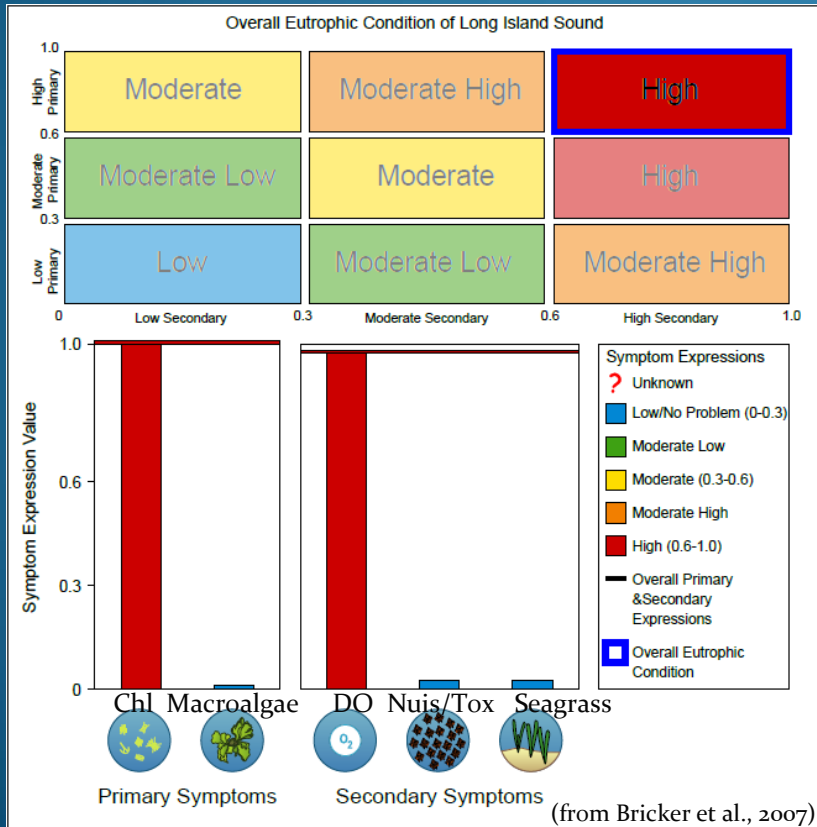 Overall Eutrophic Condition of Long Island Sound
1.0
High
Primary
Moderate
Moderate High
High
0.6
Moderate
Primary
Moderate Low
Moderate
High
0.3
Low
Primary
Low
Moderate Low
Moderate High
0
Low Secondary
0.3
Moderate Secondary
0.6
High Secondary
1.0
Symptom Expression Value
1.0
0.6
0.3
0
Symptom Expressions
? Unknown
Low/No Problem (0-0.3)
Moderate Low
Moderate (0.3-0.6)
Moderate High
High (0.6-1.0)
Overall Primary
&Secondary
Expressions
Overall Eutrophic
Condition
Chl Macroalgae DO Nuis/Tox Seagrass
O2
Primary Symptoms Secondary Symptoms
(from Bricker et al., 2007)